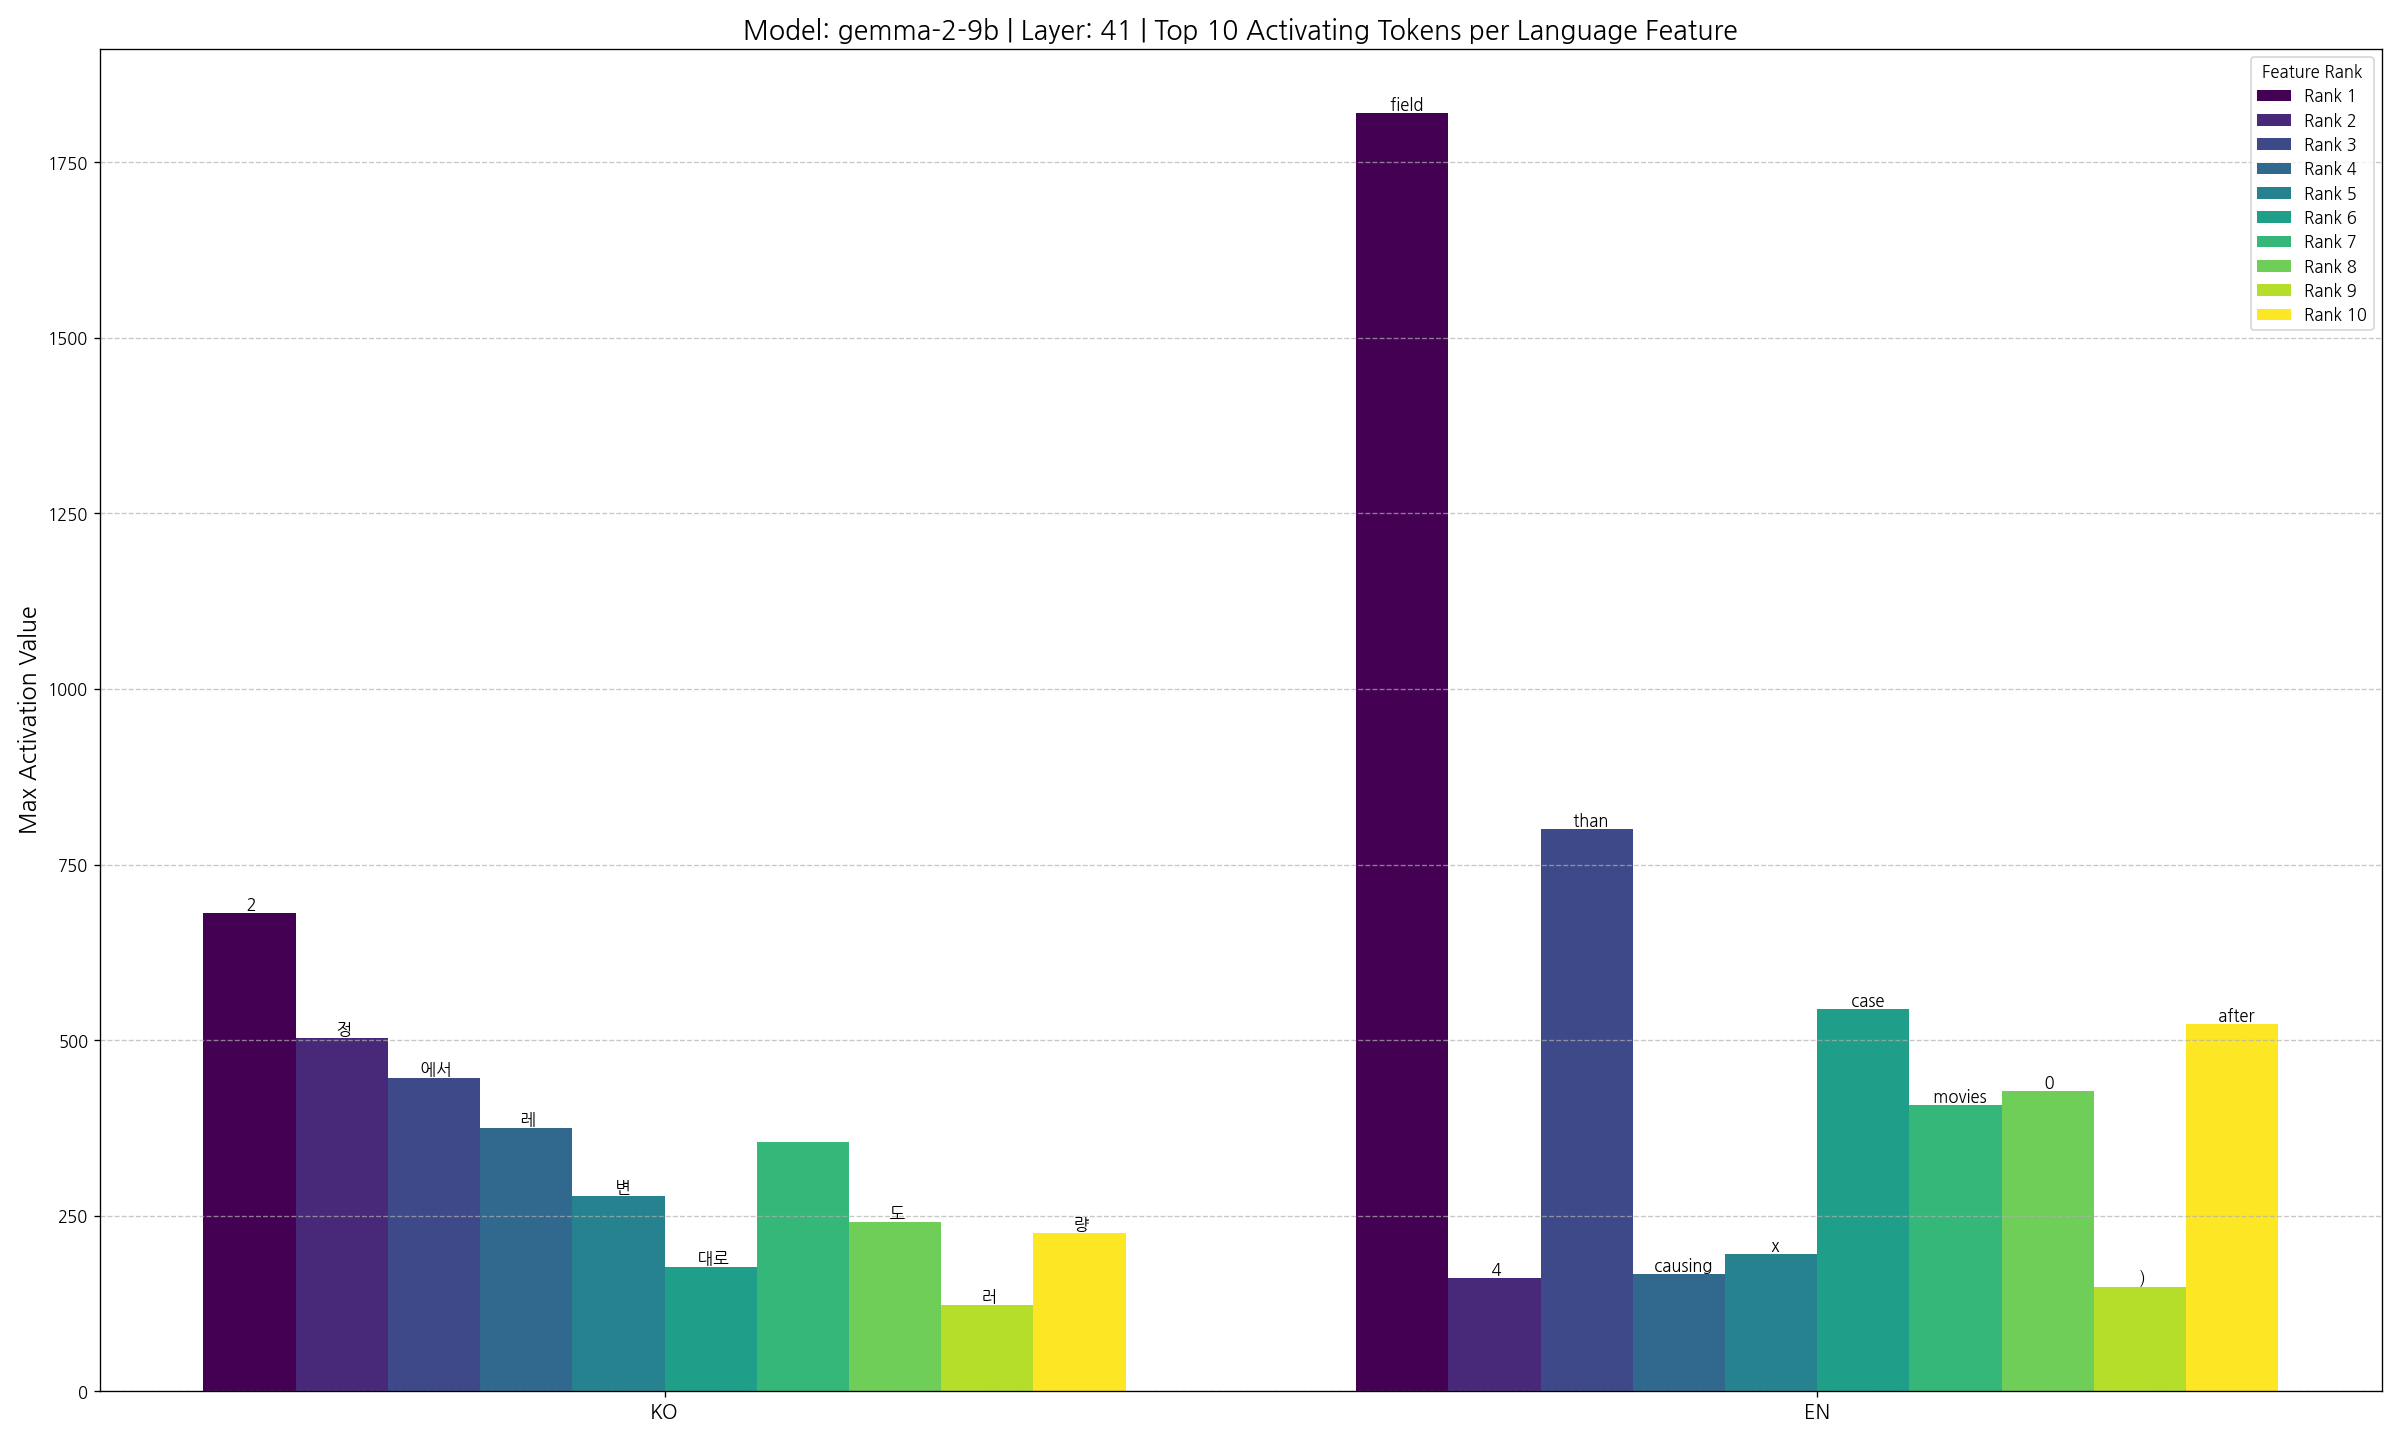 Model: gemma-2-9b | Layer: 41 | Top 10 Activating Tokens per Language Feature
Feature Rank
Rank 1
Rank 2
Rank 3
Rank 4
Rank 5
Rank 6
Rank 7
Rank 8
Rank 9
Rank 10
Max Activation Value
1750
1500
1250
1000
750
500
250
0
2
정
에서
레
변
대로
도
러
량
field
4
than
causing
x
case
movies
0
)
after
KO
EN